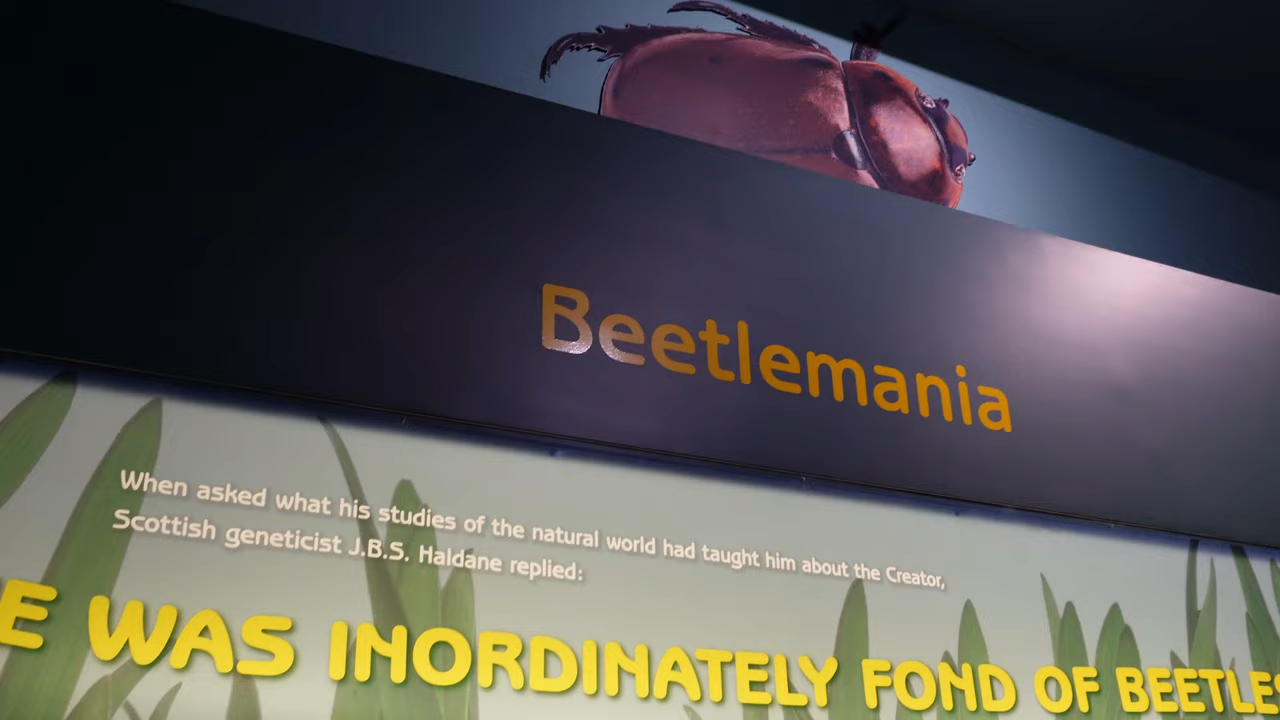 Beetlemania
When asked what his studies of the natural world had taught him about the Creator,
Scottish geneticist J.B.S. Haldane replied:
E WAS INORDINATELY FOND OF BEETLES